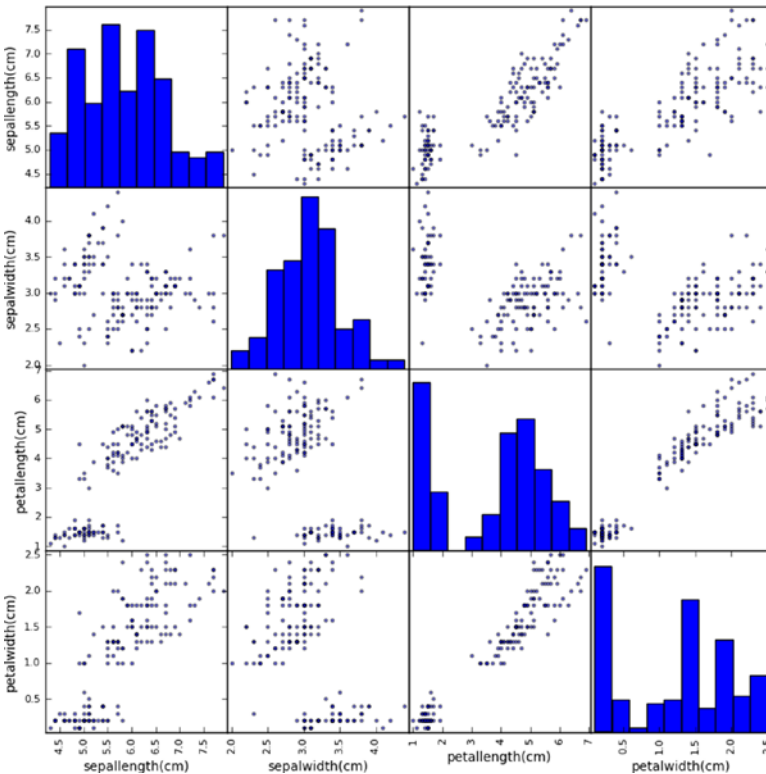 sepallength(cm)
7.5
7.0
6.5
6.0
5.5
5.0
4.5
sepalwidth(cm)
4.0
3.5
3.0
2.5
2.0
petallength(cm)
7
6
5
4
3
2
1
petalwidth(cm)
2.5
2.0
1.5
1.0
0.5
4.5 5.0 5.5 6.0 6.5 7.0 7.5
2.0 2.5 3.0 3.5 4.0
1 2 3 4 5 6 7
0.5 1.0 1.5 2.0 2.5
sepallength(cm) sepalwidth(cm) petallength(cm) petalwidth(cm)